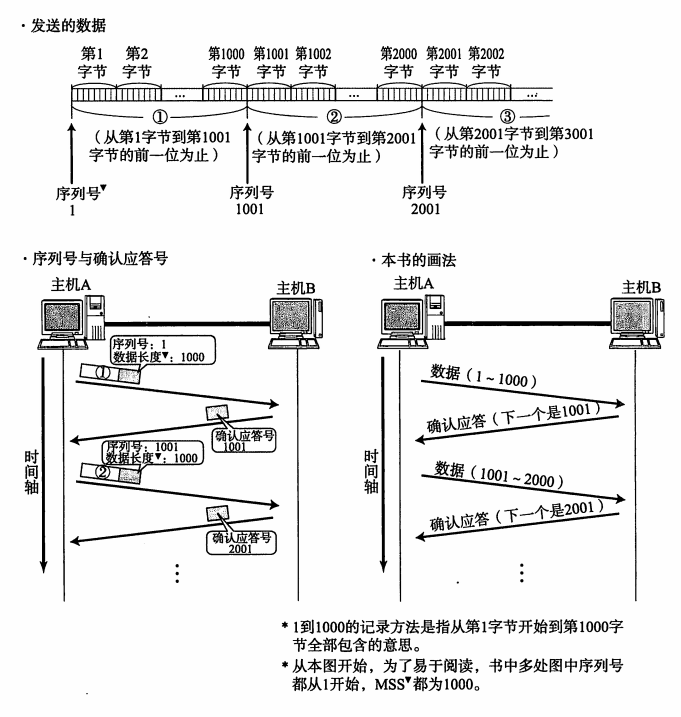 · 发送的数据
第1 第2 第1000 第1001 第1002 第2000 第2001 第2002
字节 字节 字节 字节 字节 字节 字节 字节
... ... ...
① ② ③
（从第1字节到第1001
字节的前一位为止）
（从第1001字节到第2001
字节的前一位为止）
（从第2001字节到第3001
字节的前一位为止）
序列号▼
1
序列号
1001
序列号
2001
· 序列号与确认应答号
主机A
主机B
序列号：1
数据长度▼：1000
①
确认应答号
1001
序列号：1001
数据长度▼：1000
②
确认应答号
2001
时间轴
⋮
· 本书的画法
主机A
主机B
数据（1～1000）
确认应答（下一个是1001）
数据（1001～2000）
确认应答（下一个是2001）
时间轴
⋮
* 1到1000的记录方法是指从第1字节开始到第1000字
节全部包含的意思。
* 从本图开始，为了易于阅读，书中多处图中序列号
都从1开始，MSS▼都为1000。